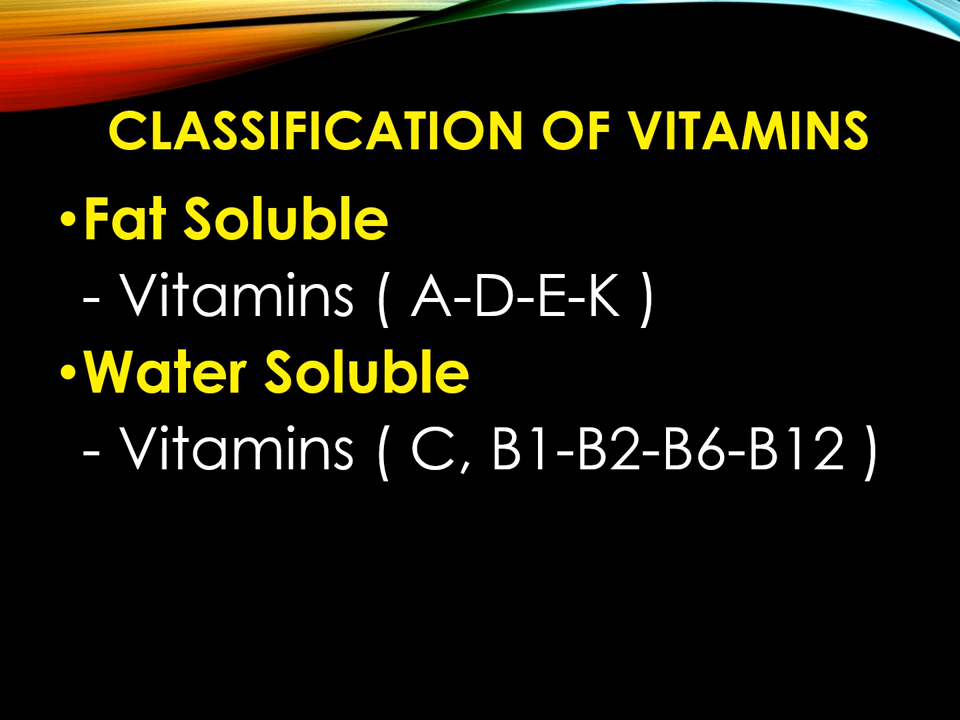 CLASSIFICATION OF VITAMINS
• Fat Soluble
- Vitamins ( A-D-E-K )
• Water Soluble
- Vitamins ( C, B1-B2-B6-B12 )